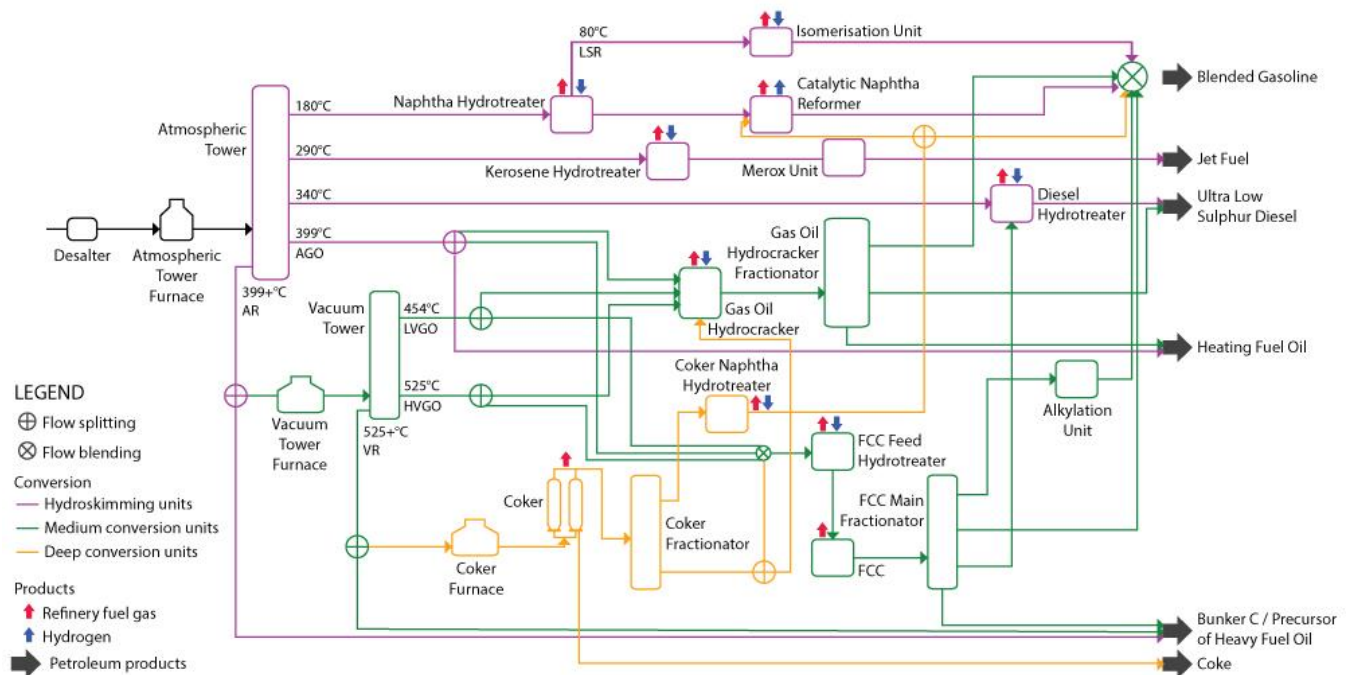 80°C
LSR
Isomerisation Unit
Blended Gasoline
180°C
Naphtha Hydrotreater
Catalytic Naphtha
Reformer
Atmospheric
Tower
290°C
Kerosene Hydrotreater
Merox Unit
Jet Fuel
340°C
Diesel
Hydrotreater
Ultra Low
Sulphur Diesel
Desalter
Atmospheric
Tower
Furnace
399°C
AGO
Gas Oil
Hydrocracker
Fractionator
399+°C
AR
Vacuum
Tower
454°C
LVGO
Gas Oil
Hydrocracker
Heating Fuel Oil
Coker Naphtha
Hydrotreater
Alkylation
Unit
525°C
HVGO
Vacuum
Tower
Furnace
525+°C
VR
FCC Feed
Hydrotreater
Coker
Coker
Fractionator
FCC Main
Fractionator
FCC
Coker
Furnace
Bunker C / Precursor
of Heavy Fuel Oil
Coke
LEGEND
Flow splitting
Flow blending
Conversion
Hydroskimming units
Medium conversion units
Deep conversion units
Products
Refinery fuel gas
Hydrogen
Petroleum products